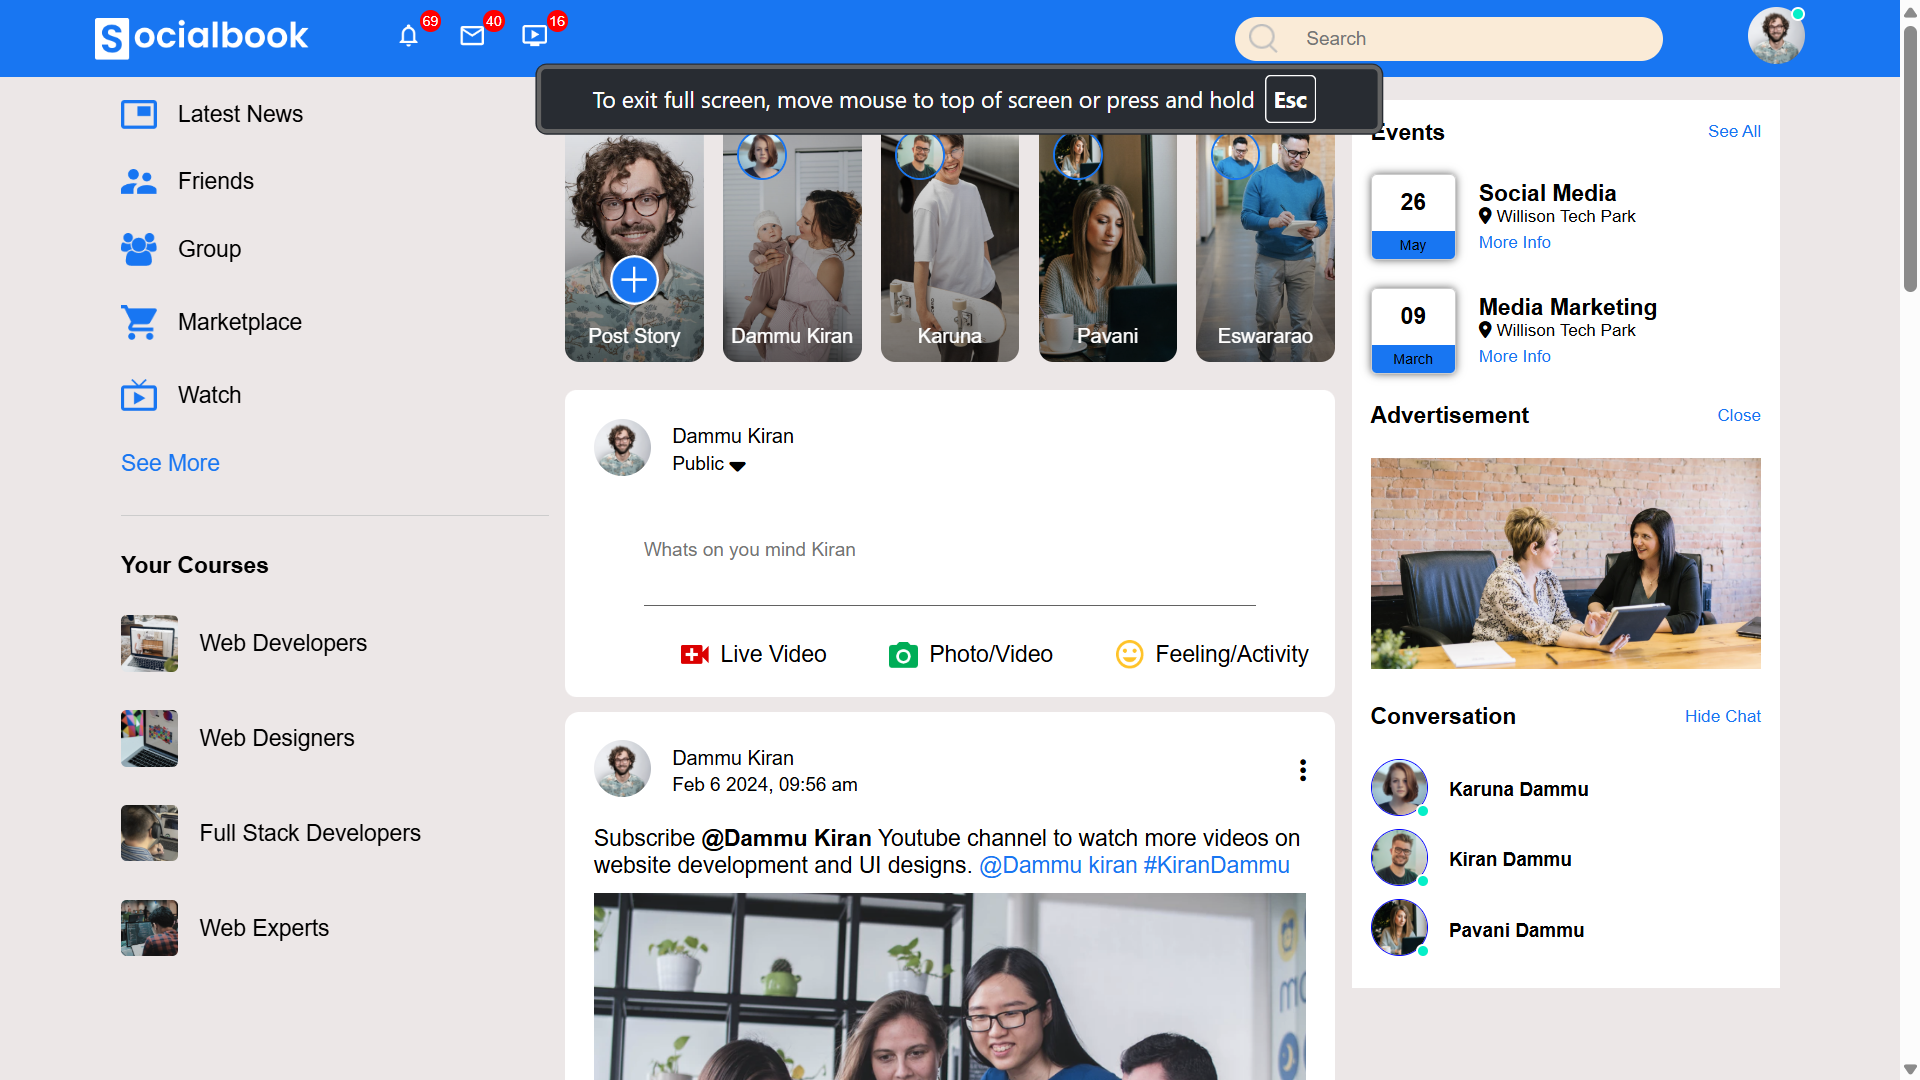 Socialbook
69
40
16
Search
To exit full screen, move mouse to top of screen or press and hold Esc
Latest News
Friends
Group
Marketplace
Watch
See More
Your Courses
Web Developers
Web Designers
Full Stack Developers
Web Experts
Post Story
Dammu Kiran
Karuna
Pavani
Eswararao
Dammu Kiran
Public
Whats on you mind Kiran
Live Video
Photo/Video
Feeling/Activity
Dammu Kiran
Feb 6 2024, 09:56 am
Subscribe @Dammu Kiran Youtube channel to watch more videos on
website development and UI designs. @Dammu kiran #KiranDammu
Events
See All
26
May
Social Media
Willison Tech Park
More Info
09
March
Media Marketing
Willison Tech Park
More Info
Advertisement
Close
Conversation
Hide Chat
Karuna Dammu
Kiran Dammu
Pavani Dammu